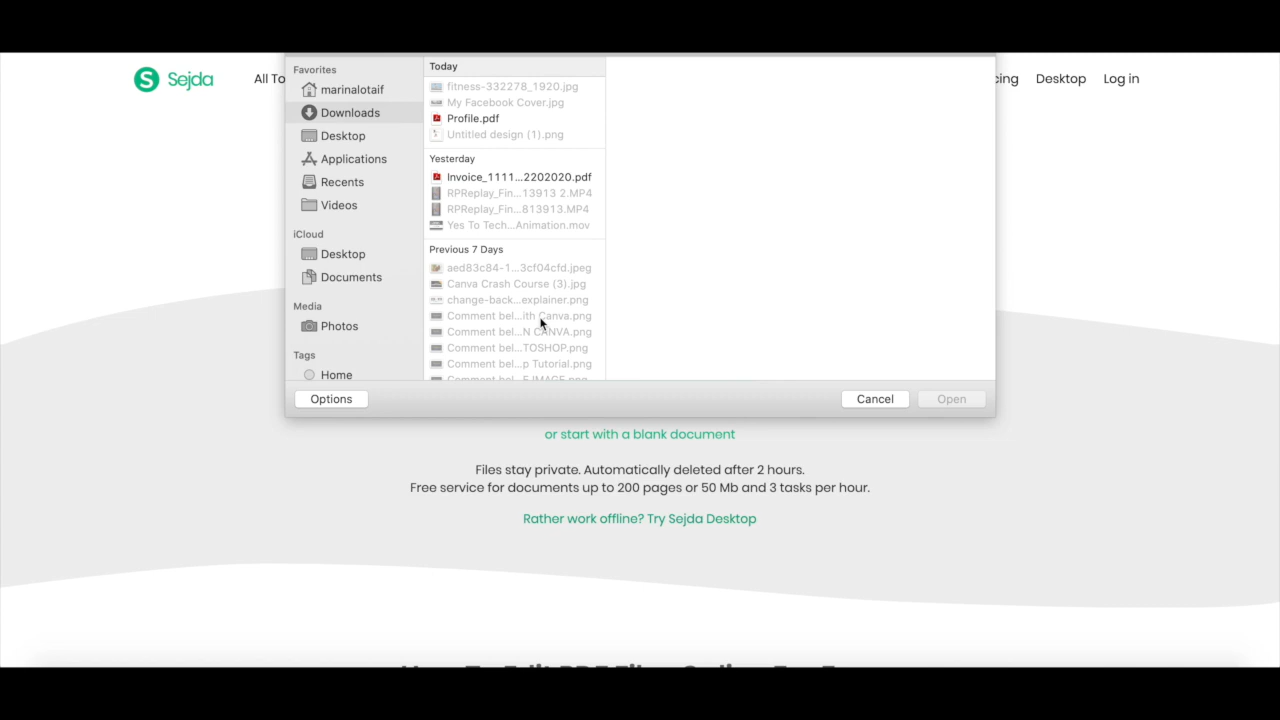 Sejda
All To
cing
Desktop
Log in
Favorites
marinalotaif
Downloads
Desktop
Applications
Recents
Videos
iCloud
Desktop
Documents
Media
Photos
Tags
Home
Today
fitness-332278_1920.jpg
My Facebook Cover.jpg
Profile.pdf
Untitled design (1).png
Yesterday
Invoice_1111...2202020.pdf
RPReplay_Fin...13913 2.MP4
RPReplay_Fin...813913.MP4
Yes To Tech...Animation.mov
Previous 7 Days
aed83c84-1...3cf04cfd.jpeg
Canva Crash Course (3).jpg
change-back...explainer.png
Comment bel...ith Canva.png
Comment bel...N CANVA.png
Comment bel...TOSHOP.png
Comment bel...p Tutorial.png
Comment bel...E IMAGE.png
Options
Cancel
Open
or start with a blank document
Files stay private. Automatically deleted after 2 hours.
Free service for documents up to 200 pages or 50 Mb and 3 tasks per hour.
Rather work offline? Try Sejda Desktop